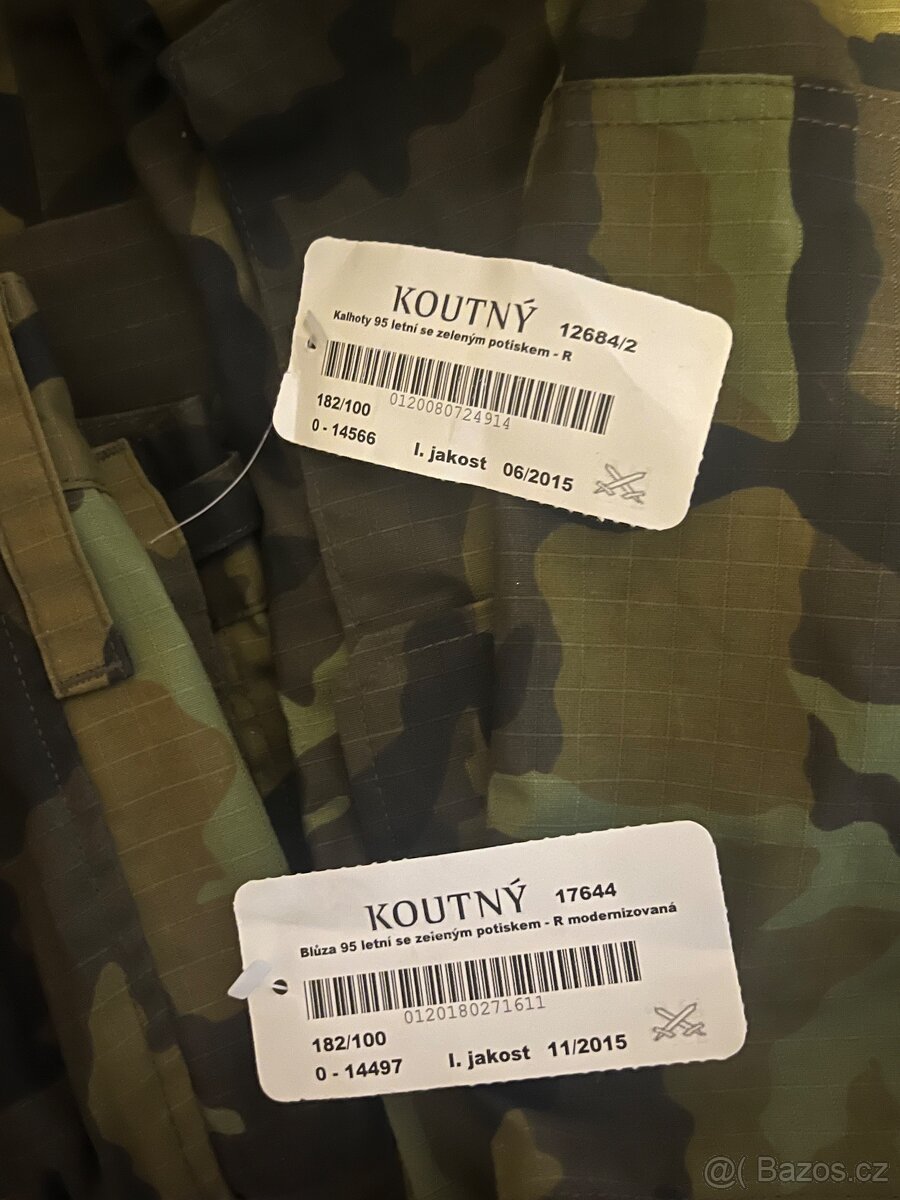 KOUTNÝ 12684/2
Kalhoty 95 letní se zeleným potiskem - R
0120080724914
182/100
0 - 14566
I. jakost 06/2015
KOUTNÝ 17644
Blůza 95 letní se zeleným potiskem - R modernizovaná
0120180271611
182/100
0 - 14497
I. jakost 11/2015
@( Bazos.cz